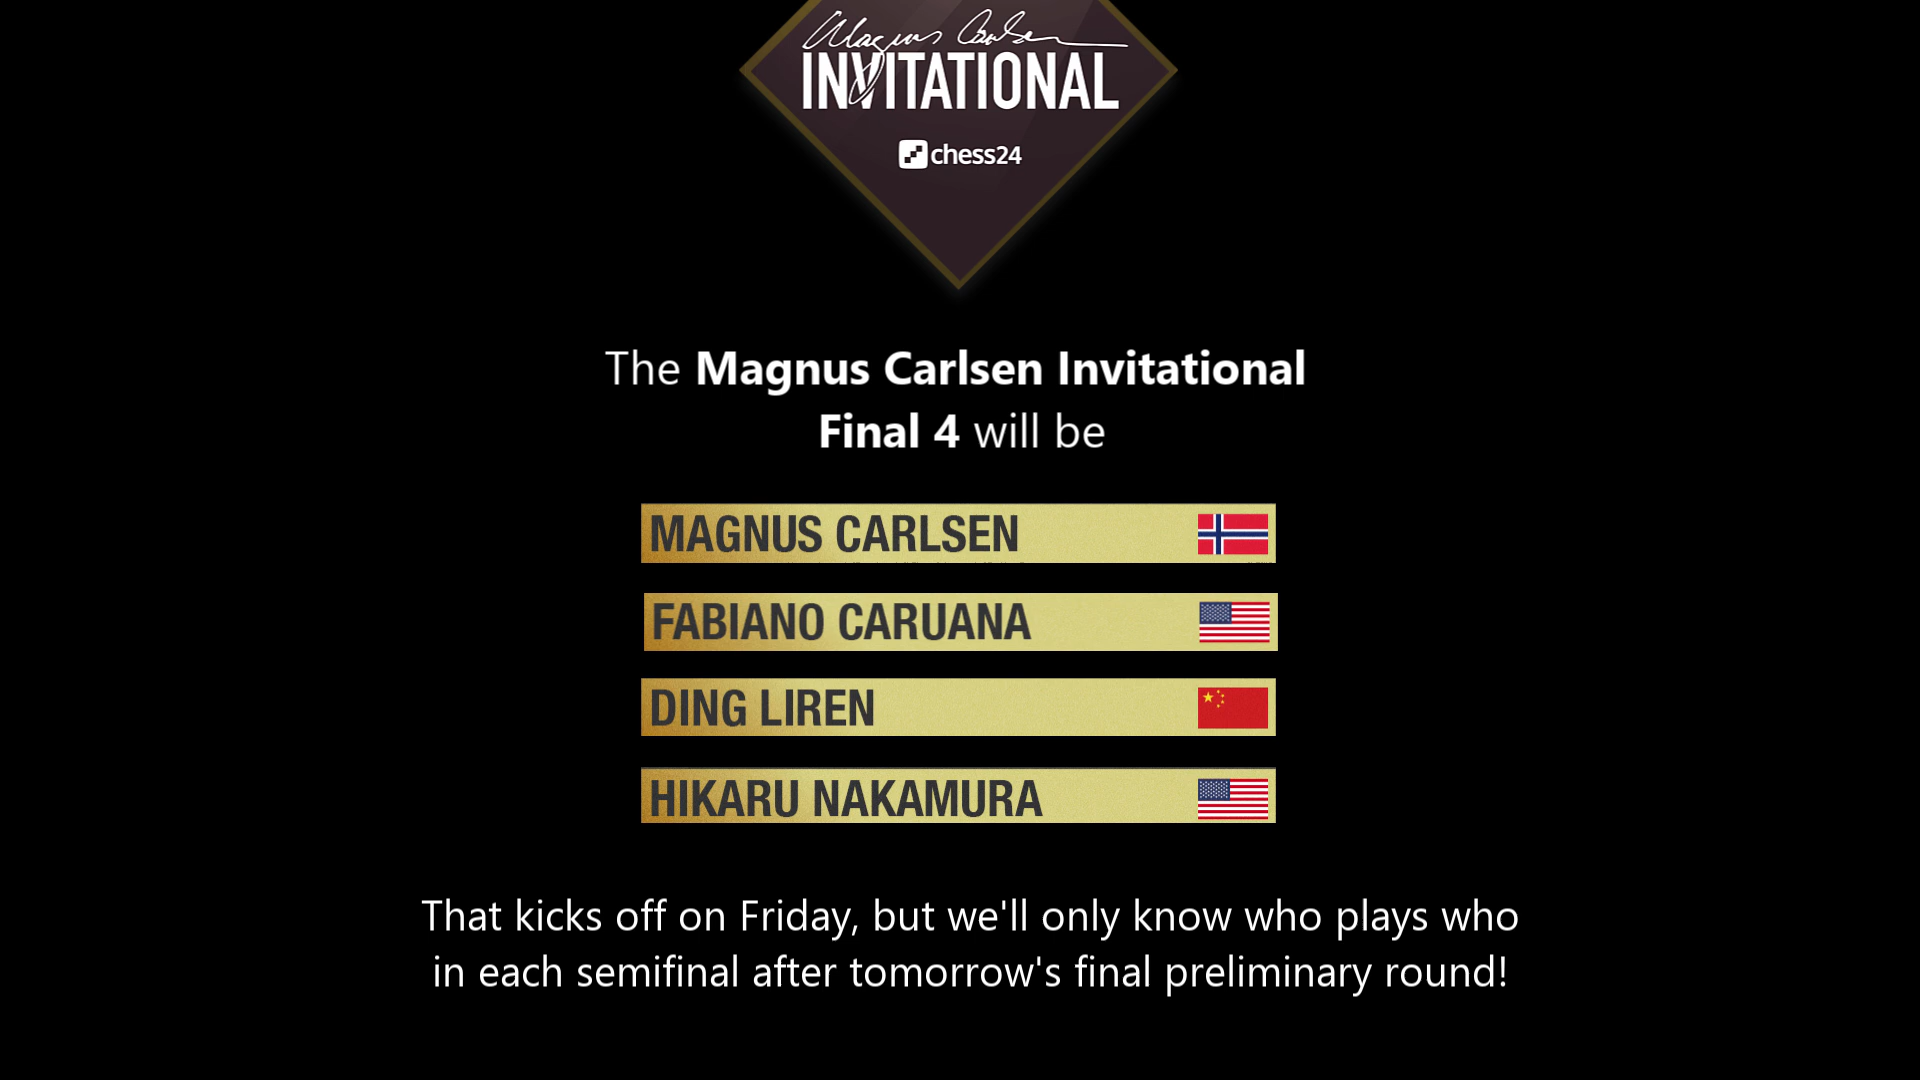 Magnus Carlsen
INVITATIONAL
chess24
The Magnus Carlsen Invitational
Final 4 will be
MAGNUS CARLSEN
FABIANO CARUANA
DING LIREN
HIKARU NAKAMURA
That kicks off on Friday, but we'll only know who plays who
in each semifinal after tomorrow's final preliminary round!